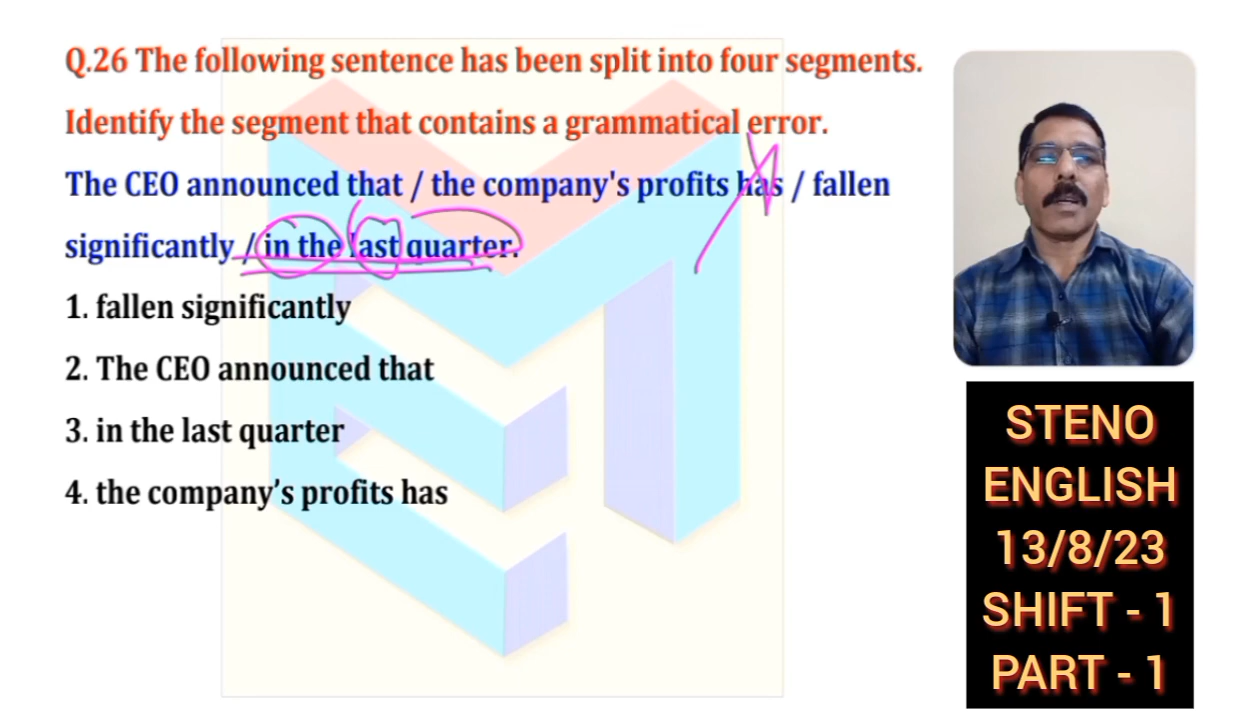 Q.26 The following sentence has been split into four segments.
Identify the segment that contains a grammatical error.
The CEO announced that / the company's profits has / fallen
significantly / in the last quarter.
1. fallen significantly
2. The CEO announced that
3. in the last quarter
4. the company’s profits has
STENO
ENGLISH
13/8/23
SHIFT - 1
PART - 1